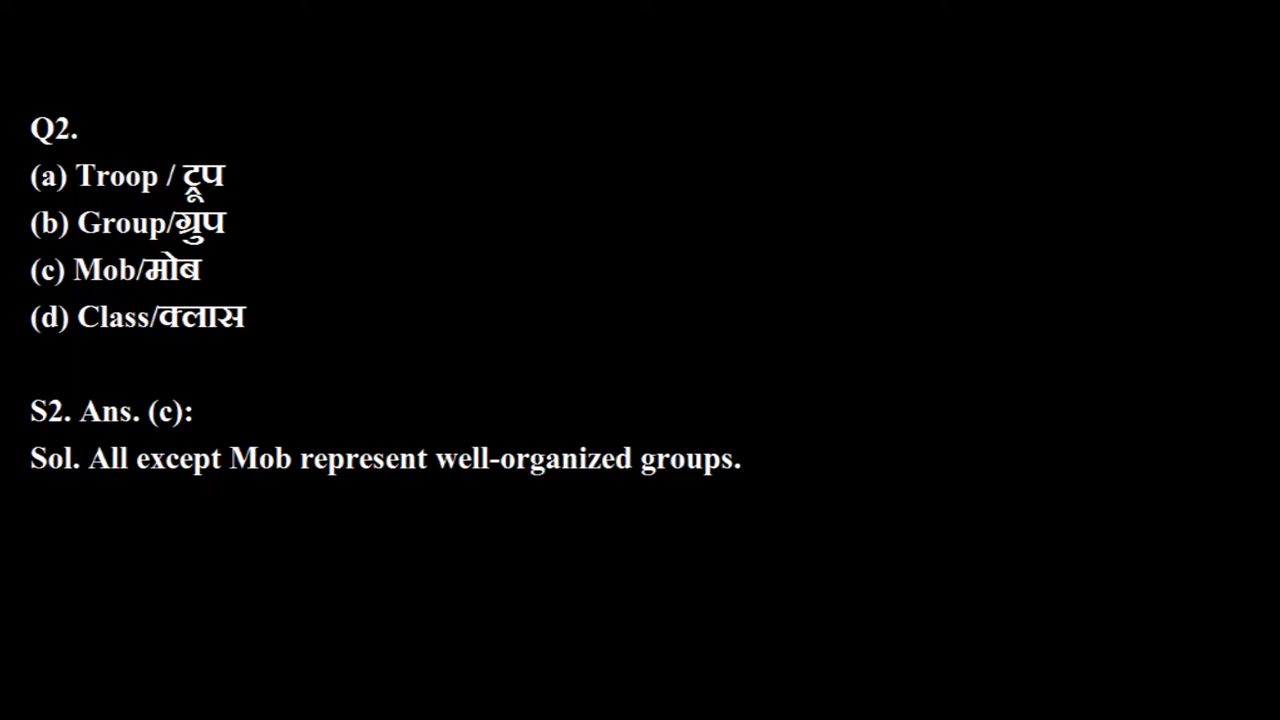 Q2.
(a) Troop / ट्रूप
(b) Group/ग्रुप
(c) Mob/मोब
(d) Class/क्लास
S2. Ans. (c):
Sol. All except Mob represent well-organized groups.